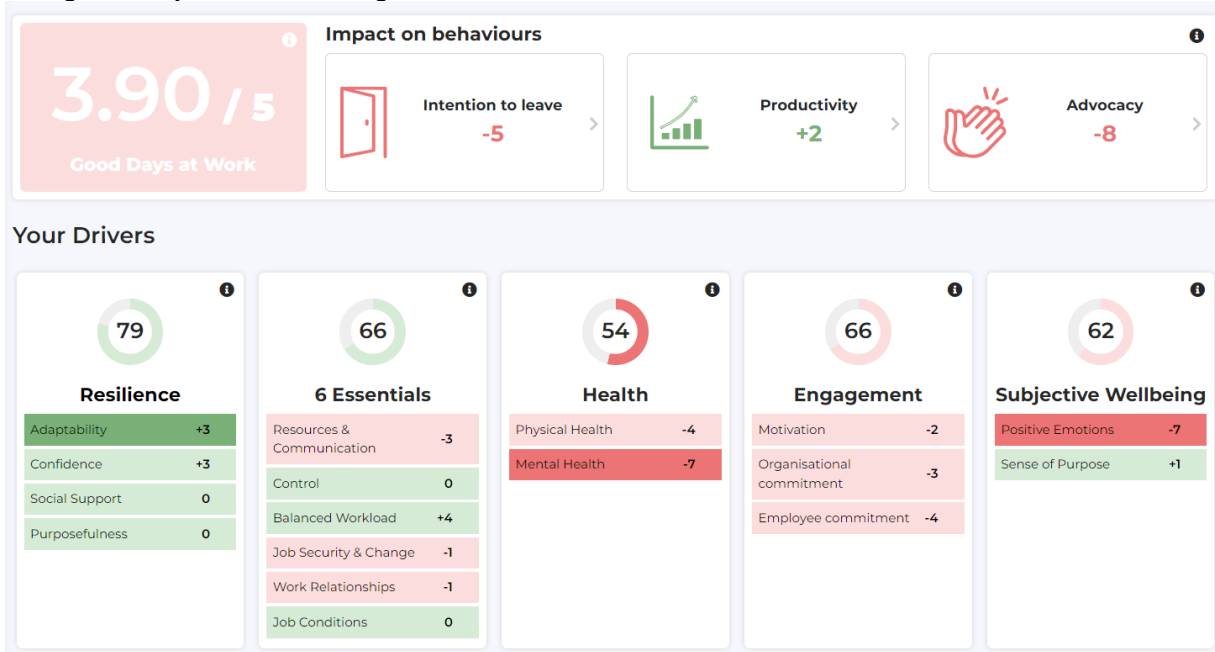 Impact on behaviours
3.90 / 5
Good Days at Work
Intention to leave
-5
Productivity
+2
Advocacy
-8
Your Drivers
79
Resilience
Adaptability +3
Confidence +3
Social Support 0
Purposefulness 0
66
6 Essentials
Resources &
Communication -3
Control 0
Balanced Workload +4
Job Security & Change -1
Work Relationships -1
Job Conditions 0
54
Health
Physical Health -4
Mental Health -7
66
Engagement
Motivation -2
Organisational
commitment -3
Employee commitment -4
62
Subjective Wellbeing
Positive Emotions -7
Sense of Purpose +1